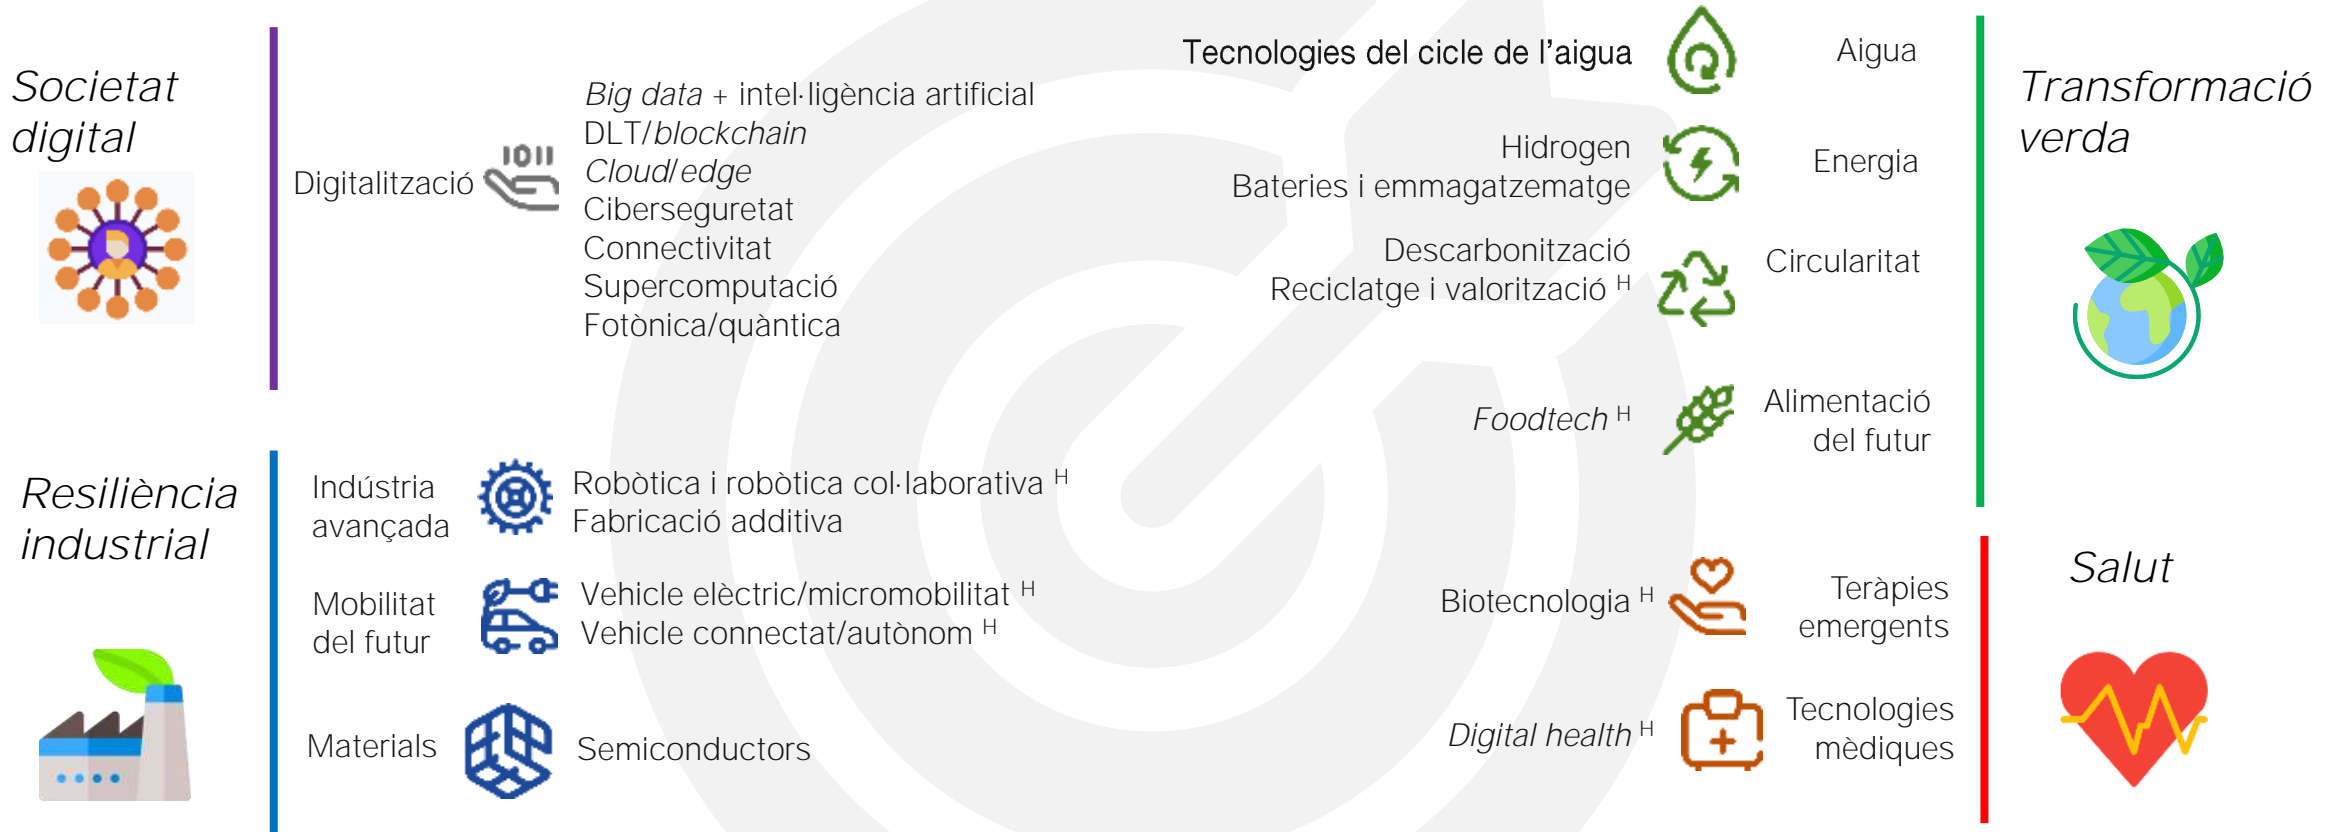 Societat
digital
Digitalització
1011
Big data + intel·ligència artificial
DLT/blockchain
Cloud/edge
Ciberseguretat
Connectivitat
Supercomputació
Fotònica/quàntica
Resiliència
industrial
Indústria
avançada
Robòtica i robòtica col·laborativa H
Fabricació additiva
Mobilitat
del futur
Vehicle elèctric/micromobilitat H
Vehicle connectat/autònom H
Materials
Semiconductors
Tecnologies del cicle de l’aigua
Aigua
Hidrogen
Bateries i emmagatzematge
Energia
Descarbonització
Reciclatge i valorització H
Circularitat
Foodtech H
Alimentació
del futur
Transformació
verda
Biotecnologia H
Teràpies
emergents
Digital health H
Tecnologies
mèdiques
Salut